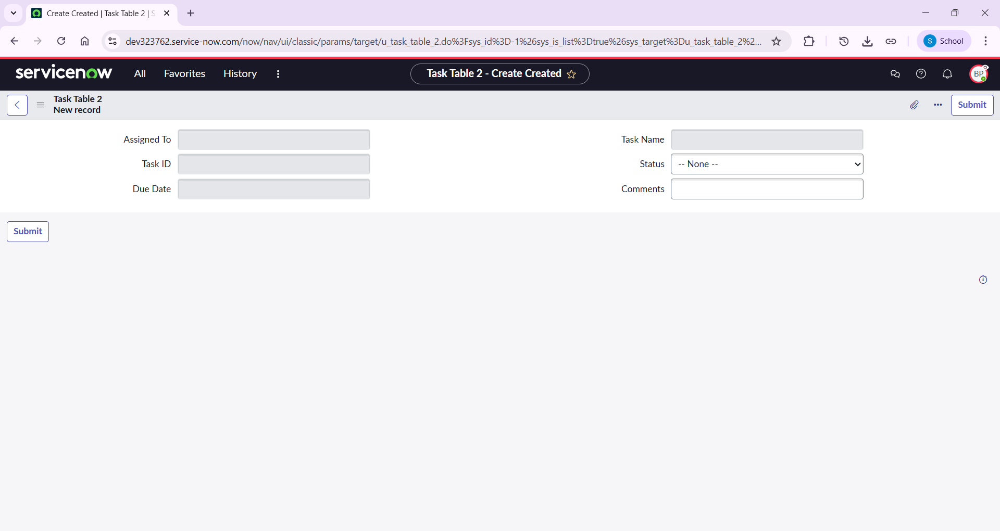 Create Created | Task Table 2 | S
dev323762.service-now.com/now/nav/ui/classic/params/target/u_task_table_2.do%3Fsys_id%3D-1%26sys_is_list%3Dtrue%26sys_target%3Du_task_table_2%2...
S School
servicenow All Favorites History Task Table 2 - Create Created BP
Task Table 2
New record
Submit
Assigned To
Task Name
Task ID
Status -- None --
Due Date
Comments
Submit